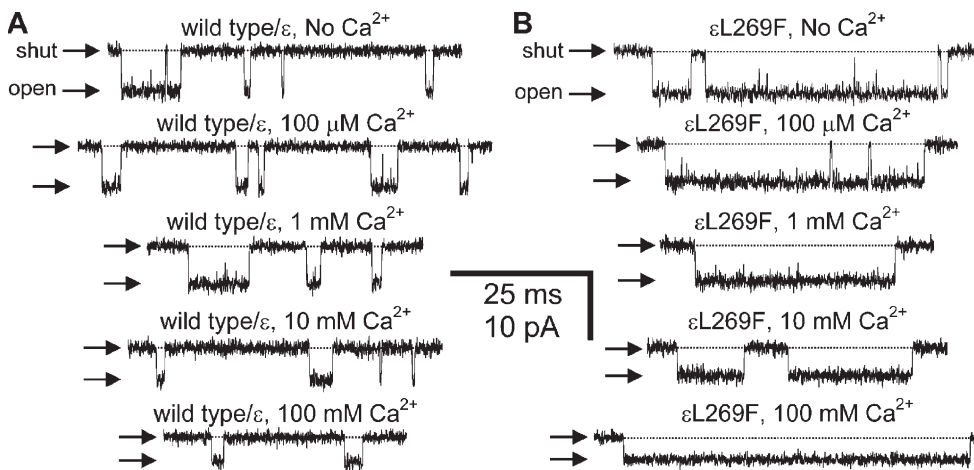 A
wild type/ε, No Ca²⁺
shut
open
wild type/ε, 100 μM Ca²⁺
wild type/ε, 1 mM Ca²⁺
wild type/ε, 10 mM Ca²⁺
wild type/ε, 100 mM Ca²⁺
25 ms
10 pA
B
εL269F, No Ca²⁺
shut
open
εL269F, 100 μM Ca²⁺
εL269F, 1 mM Ca²⁺
εL269F, 10 mM Ca²⁺
εL269F, 100 mM Ca²⁺